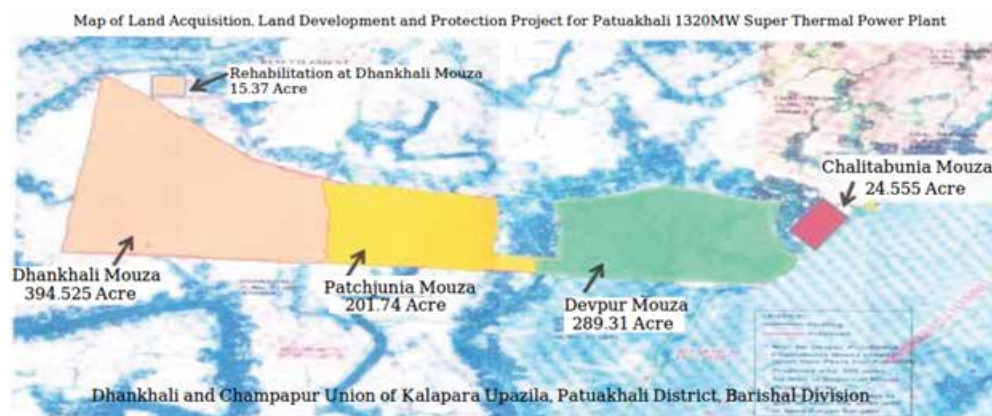 Map of Land Acquisition, Land Development and Protection Project for Patuakhali 1320MW Super Thermal Power Plant
Rehabilitation at Dhankhali Mouza
15.37 Acre
Chalitabunia Mouza
24.555 Acre
Dhankhali Mouza
394.525 Acre
Patchjunia Mouza
201.74 Acre
Devpur Mouza
289.31 Acre
Dhankhali and Champapur Union of Kalapara Upazila, Patuakhali District, Barishal Division